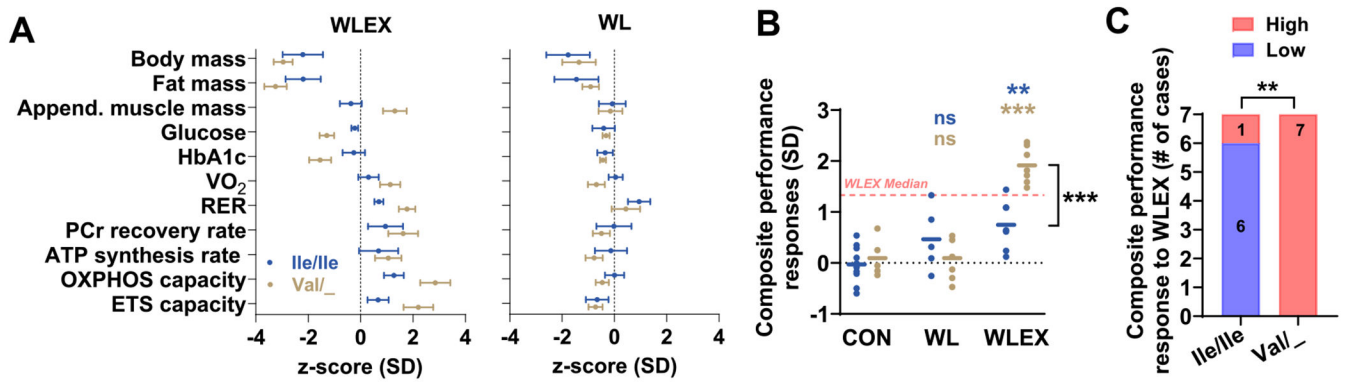 A
WLEX
WL
Body mass
Fat mass
Append. muscle mass
Glucose
HbA1c
VO2
RER
PCr recovery rate
ATP synthesis rate
OXPHOS capacity
ETS capacity
Ile/Ile
Val/_
-4 -2 0 2 4
z-score (SD)
-4 -2 0 2 4
z-score (SD)
B
Composite performance
responses (SD)
3
2
1
0
-1
ns
ns
**
***
WLEX Median
***
CON WL WLEX
C
High
Low
Composite performance
response to WLEX (# of cases)
**
7
6
5
4
3
2
1
0
1
7
6
Ile/Ile
Val/_